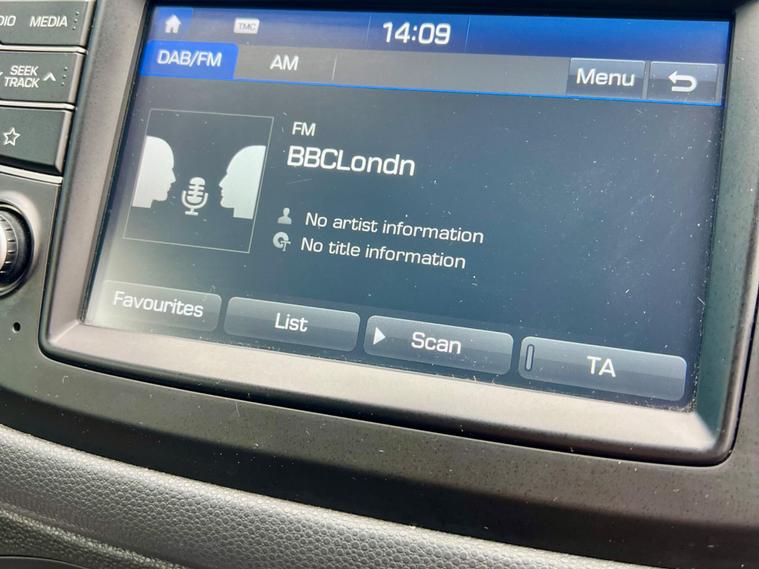 DIO MEDIA
SEEK
TRACK
TMC
14:09
DAB/FM
AM
Menu
FM
BBCLondn
No artist information
No title information
Favourites
List
Scan
TA